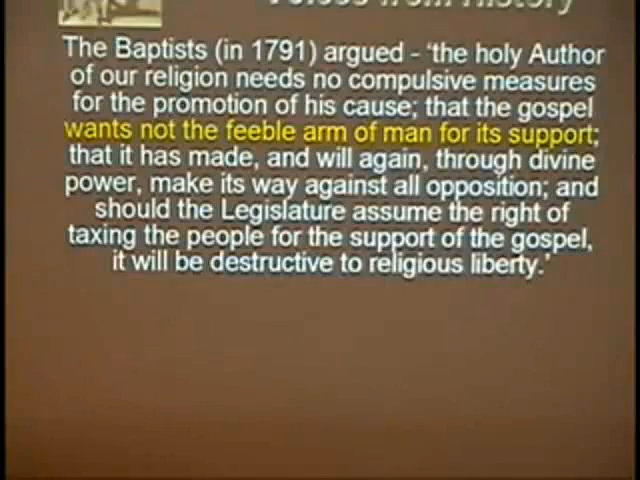 Voices from History
The Baptists (in 1791) argued - ‘the holy Author
of our religion needs no compulsive measures
for the promotion of his cause; that the gospel
wants not the feeble arm of man for its support;
that it has made, and will again, through divine
power, make its way against all opposition; and
should the Legislature assume the right of
taxing the people for the support of the gospel,
it will be destructive to religious liberty.’